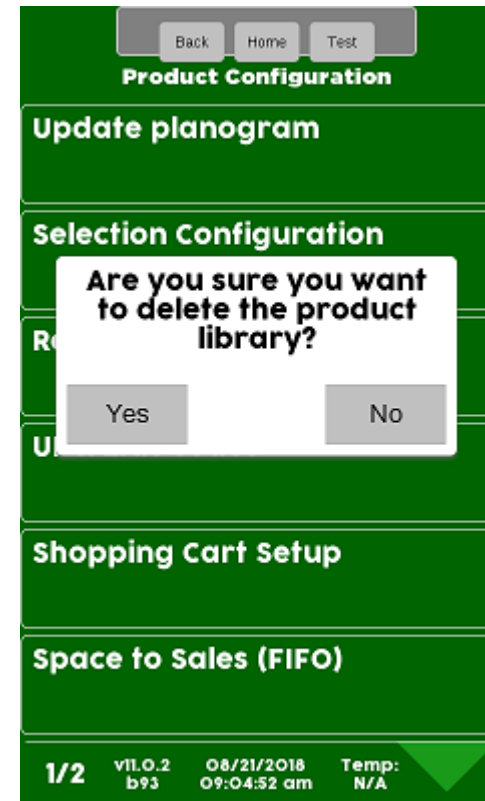 Back Home Test
Product Configuration
Update planogram
Selection Configuration
Are you sure you want
to delete the product
library?
Yes No
Shopping Cart Setup
Space to Sales (FIFO)
1/2 v11.0.2 08/21/2018 Temp:
b93 09:04:52 am N/A